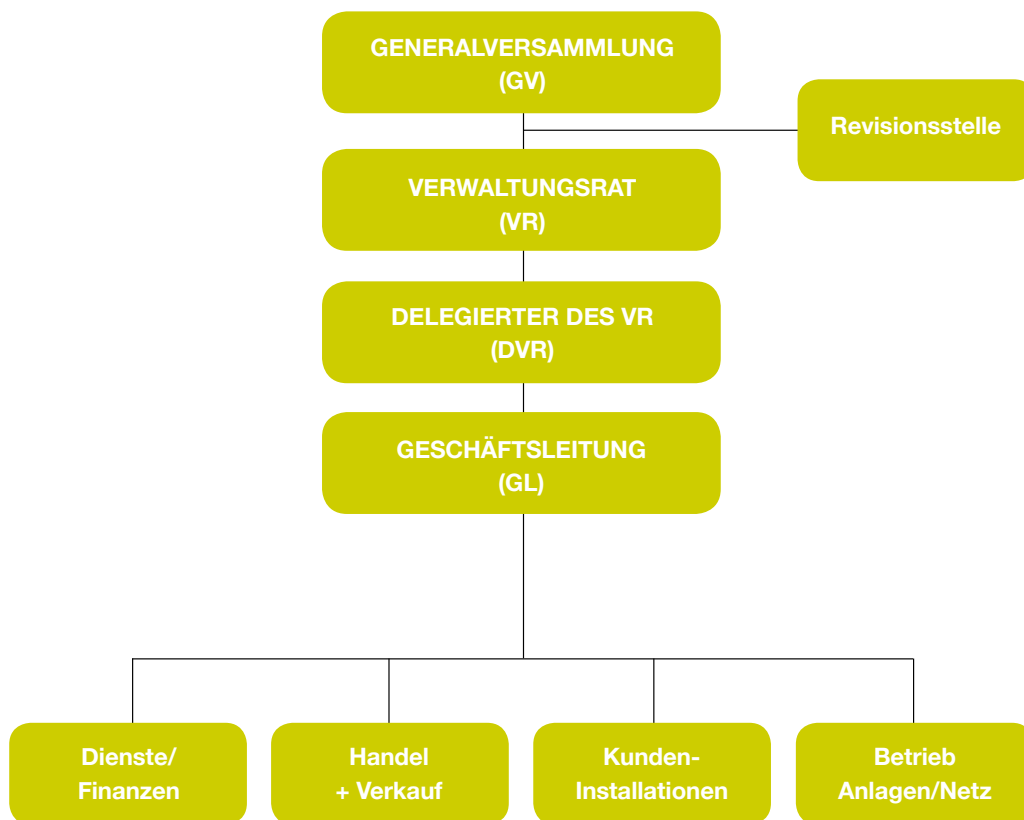 GENERALVERSAMMLUNG
(GV)
Revisionsstelle
VERWALTUNGSRAT
(VR)
DELEGIERTER DES VR
(DVR)
GESCHÄFTSLEITUNG
(GL)
Dienste/
Finanzen
Handel
+ Verkauf
Kunden-
Installationen
Betrieb
Anlagen/Netz